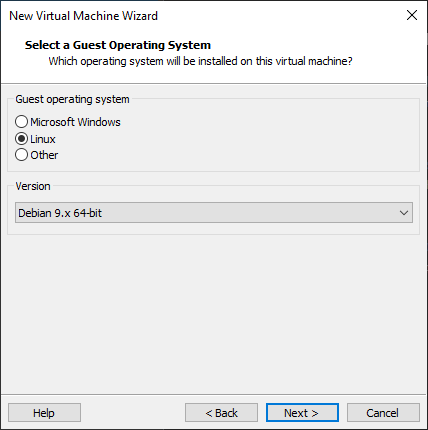 New Virtual Machine Wizard
Select a Guest Operating System
Which operating system will be installed on this virtual machine?
Guest operating system
Microsoft Windows
Linux
Other
Version
Debian 9.x 64-bit
Help
< Back
Next >
Cancel